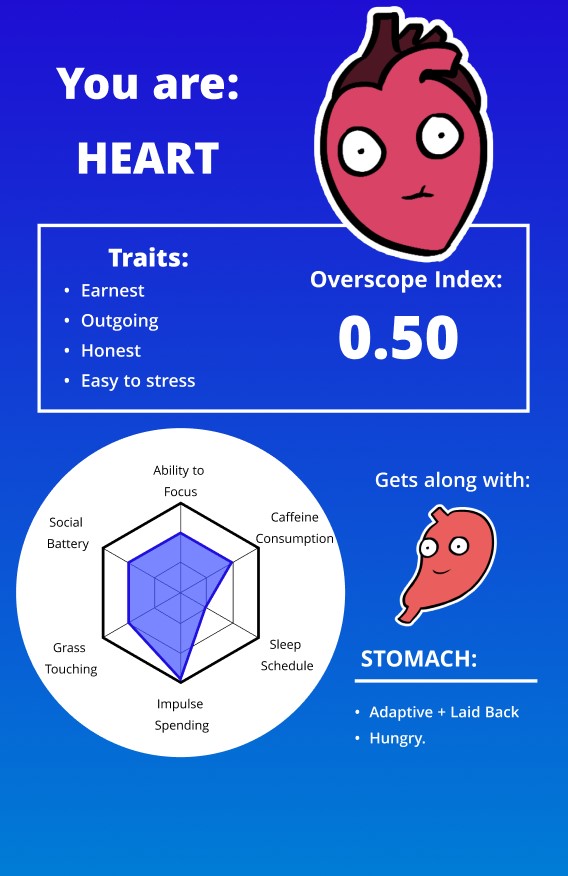 You are:
HEART
Traits:
• Earnest
• Outgoing
• Honest
• Easy to stress
Overscope Index:
0.50
Ability to
Focus
Caffeine
Consumption
Sleep
Schedule
Impulse
Spending
Grass
Touching
Social
Battery
Gets along with:
STOMACH:
• Adaptive + Laid Back
• Hungry.